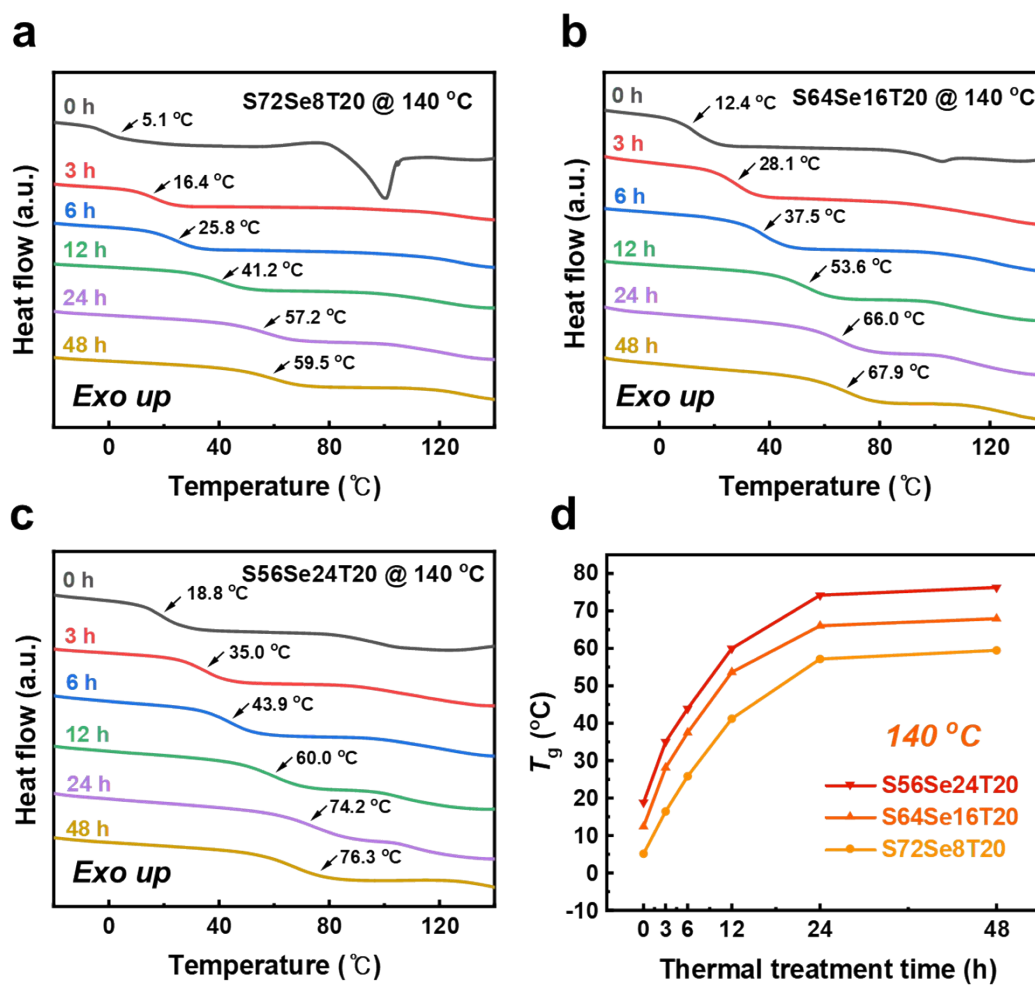 a
S72Se8T20 @ 140 °C
0 h
5.1 °C
3 h
16.4 °C
6 h
25.8 °C
12 h
41.2 °C
24 h
57.2 °C
48 h
59.5 °C
Exo up
Heat flow (a.u.)
0 40 80 120
Temperature (℃)
b
S64Se16T20 @ 140 °C
0 h
12.4 °C
3 h
28.1 °C
6 h
37.5 °C
12 h
53.6 °C
24 h
66.0 °C
48 h
67.9 °C
Exo up
Heat flow (a.u.)
0 40 80 120
Temperature (℃)
c
S56Se24T20 @ 140 °C
0 h
18.8 °C
3 h
35.0 °C
6 h
43.9 °C
12 h
60.0 °C
24 h
74.2 °C
48 h
76.3 °C
Exo up
Heat flow (a.u.)
0 40 80 120
Temperature (℃)
d
80
70
60
50
40
30
20
10
0
-10
Tg (°C)
140 °C
S56Se24T20
S64Se16T20
S72Se8T20
0 3 6 12 24 48
Thermal treatment time (h)